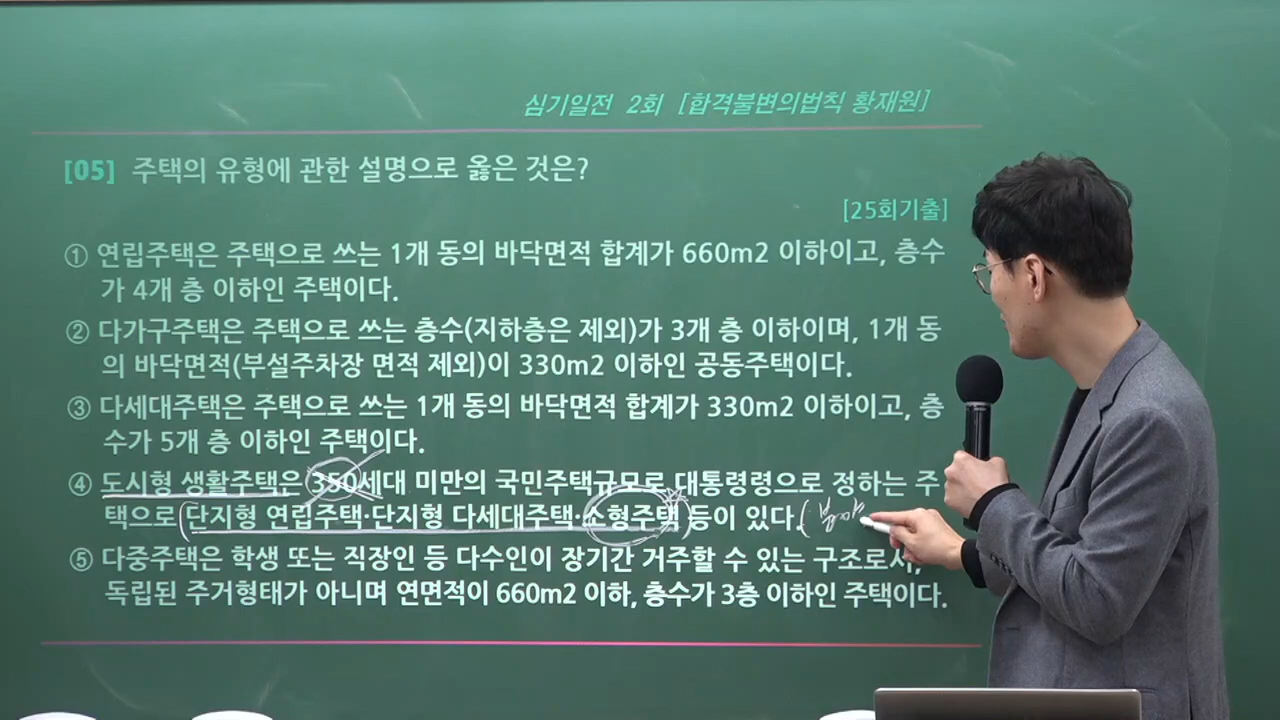 심기일전 2회 [합격불변의법칙 황재원]
[05] 주택의 유형에 관한 설명으로 옳은 것은?
[25회기출]
① 연립주택은 주택으로 쓰는 1개 동의 바닥면적 합계가 660m2 이하이고, 층수
가 4개 층 이하인 주택이다.
② 다가구주택은 주택으로 쓰는 층수(지하층은 제외)가 3개 층 이하이며, 1개 동
의 바닥면적(부설주차장 면적 제외)이 330m2 이하인 공동주택이다.
③ 다세대주택은 주택으로 쓰는 1개 동의 바닥면적 합계가 330m2 이하이고, 층
수가 5개 층 이하인 주택이다.
④ 도시형 생활주택은 350세대 미만의 국민주택규모로 대통령령으로 정하는 주
택으로(단지형 연립주택·단지형 다세대주택·소형주택)등이 있다.(
⑤ 다중주택은 학생 또는 직장인 등 다수인이 장기간 거주할 수 있는 구조로서,
독립된 주거형태가 아니며 연면적이 660m2 이하, 층수가 3층 이하인 주택이다.